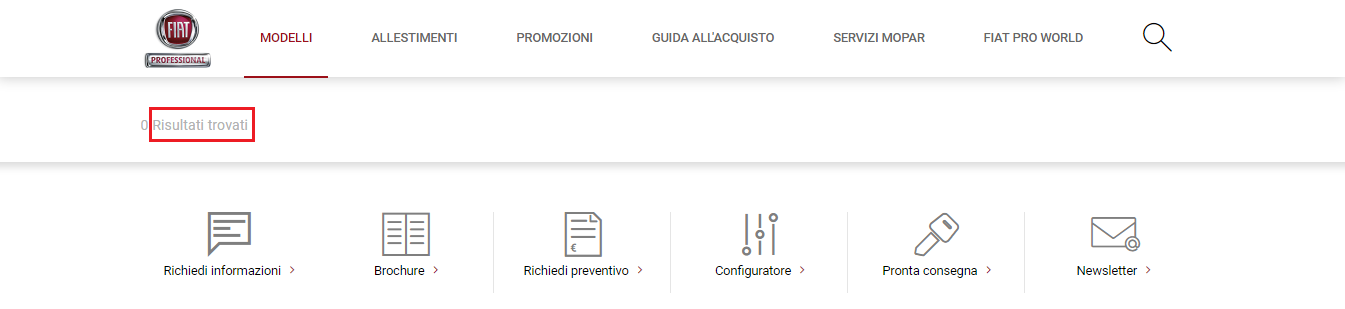 FIAT
PROFESSIONAL
MODELLI
ALLESTIMENTI
PROMOZIONI
GUIDA ALL'ACQUISTO
SERVIZI MOPAR
FIAT PRO WORLD
0 Risultati trovati
€
@
Richiedi informazioni >
Brochure >
Richiedi preventivo >
Configuratore >
Pronta consegna >
Newsletter >